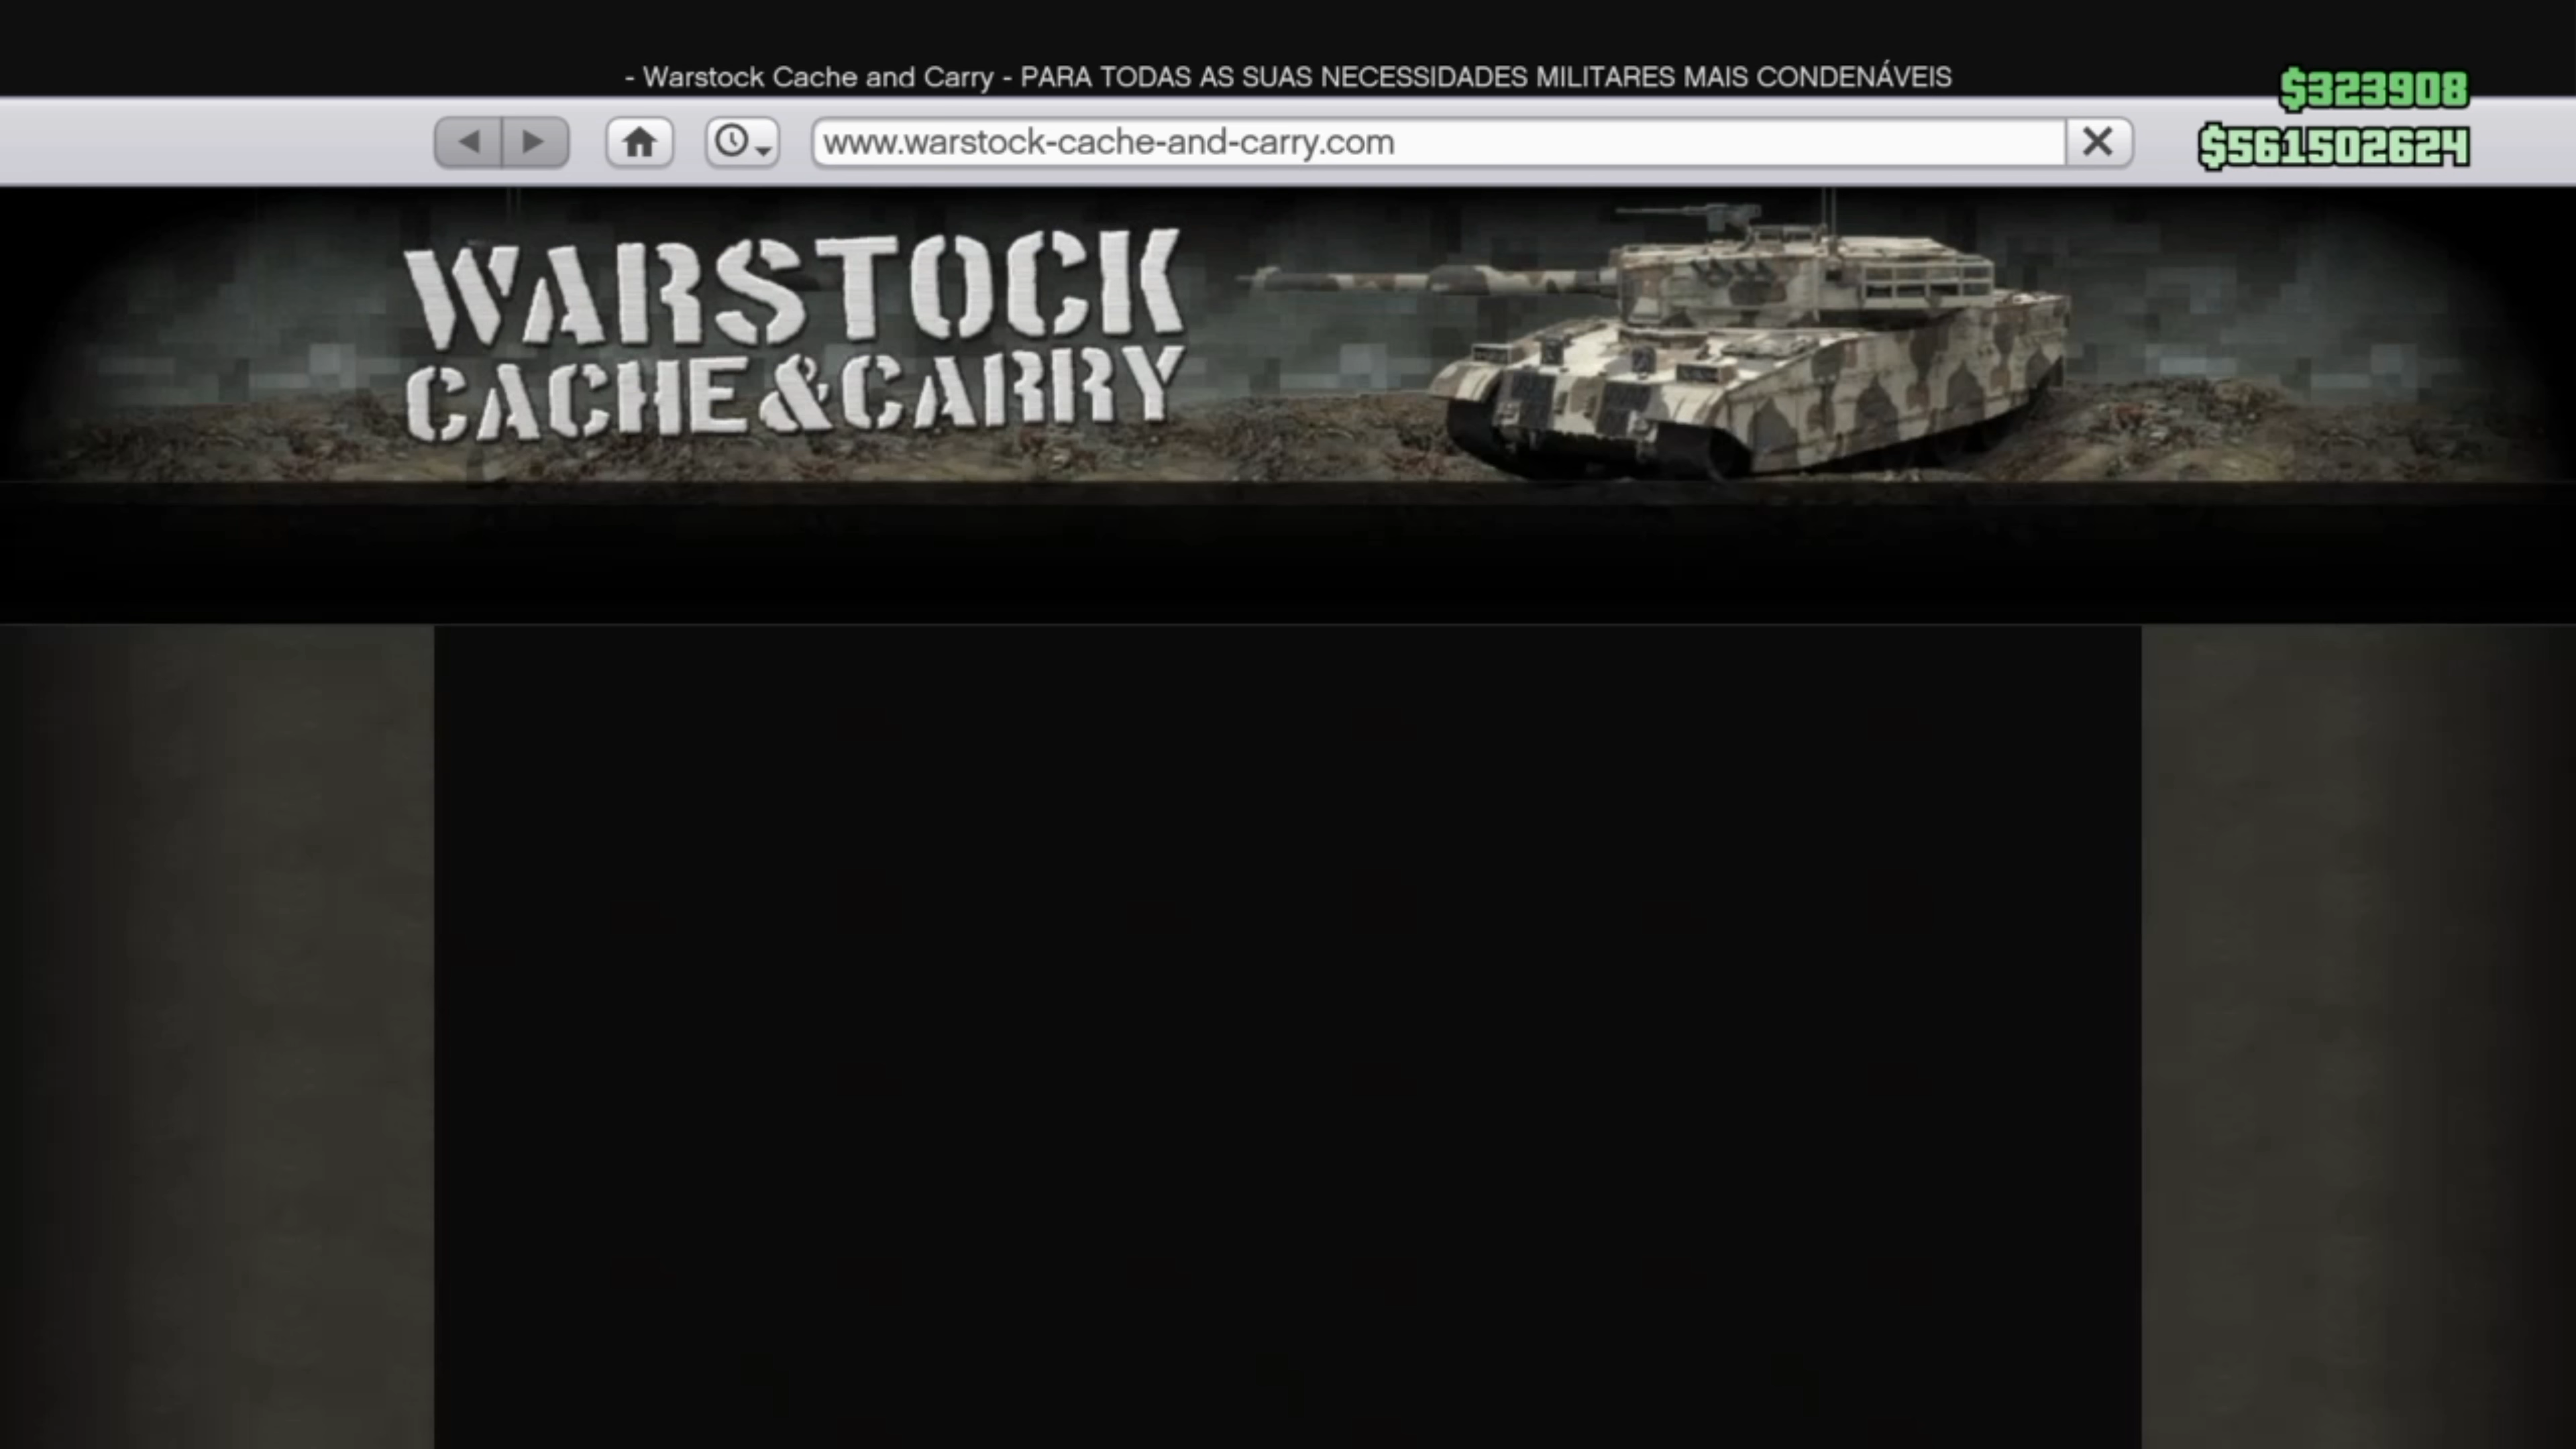 - Warstock Cache and Carry - PARA TODAS AS SUAS NECESSIDADES MILITARES MAIS CONDENÁVEIS
$323908
www.warstock-cache-and-carry.com
$561502624
WARSTOCK
CACHE&CARRY